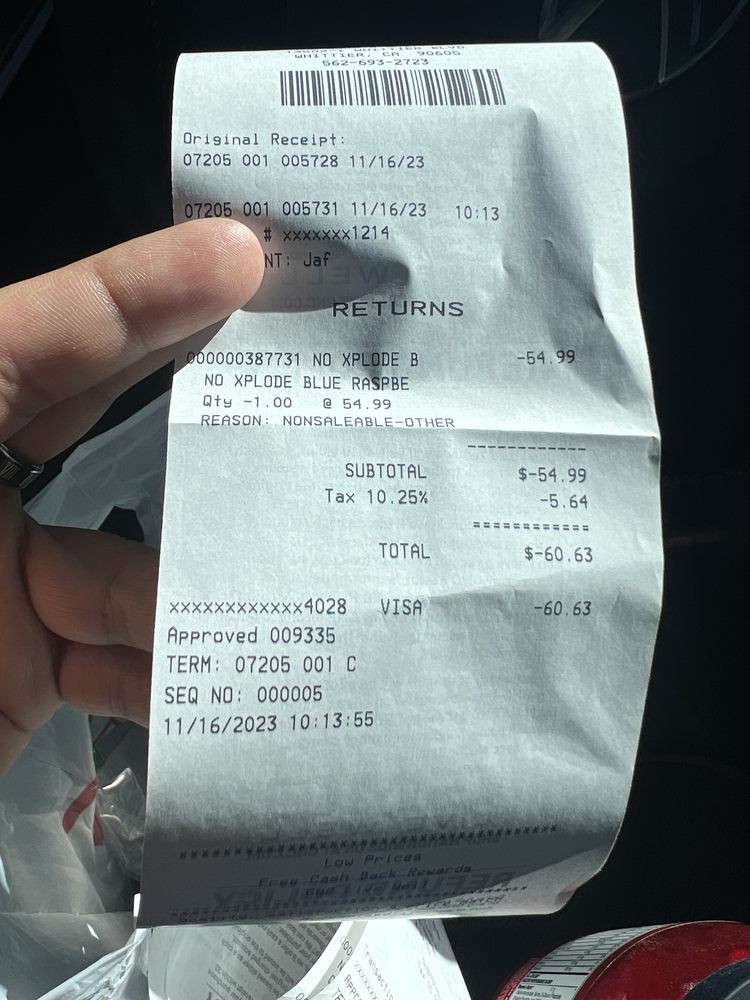 WHITTIER, CA 90605
562-693-2723
Original Receipt:
07205 001 005728 11/16/23
07205 001 005731 11/16/23 10:13
# xxxxxxx1214
NT: Jaf
RETURNS
000000387731 NO XPLODE B -54.99
NO XPLODE BLUE RASPBE
Qty -1.00 @ 54.99
REASON: NONSALEABLE-OTHER
------------
SUBTOTAL $-54.99
Tax 10.25% -5.64
============
TOTAL $-60.63
xxxxxxxxxxxx4028 VISA -60.63
Approved 009335
TERM: 07205 001 C
SEQ NO: 000005
11/16/2023 10:13:55
Low Prices
Free Cash Back Rewards